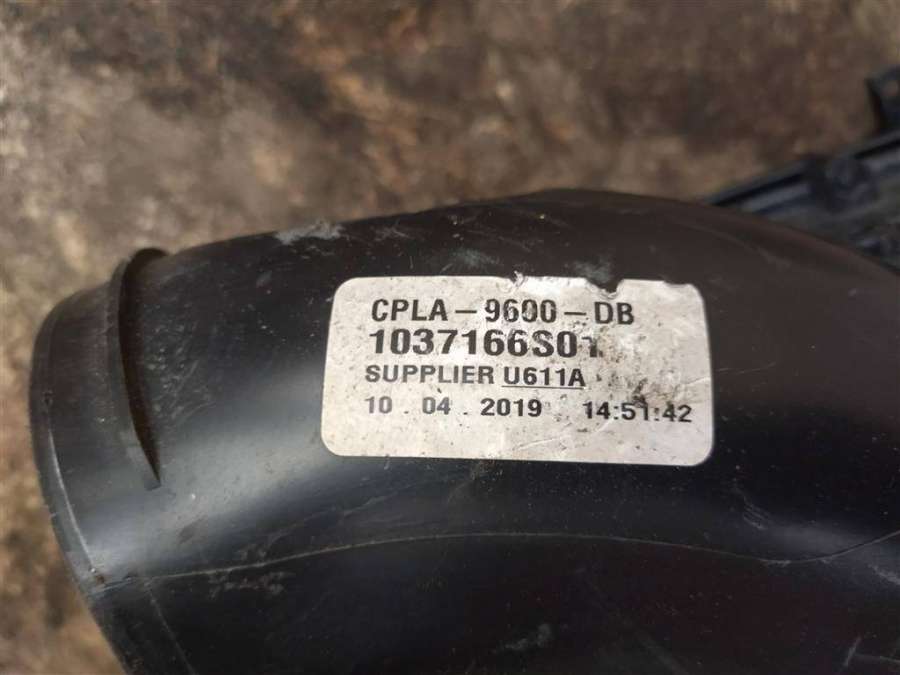 CPLA-9600-DB
1037166S01
SUPPLIER U611A
10.04.2019 14:51:42